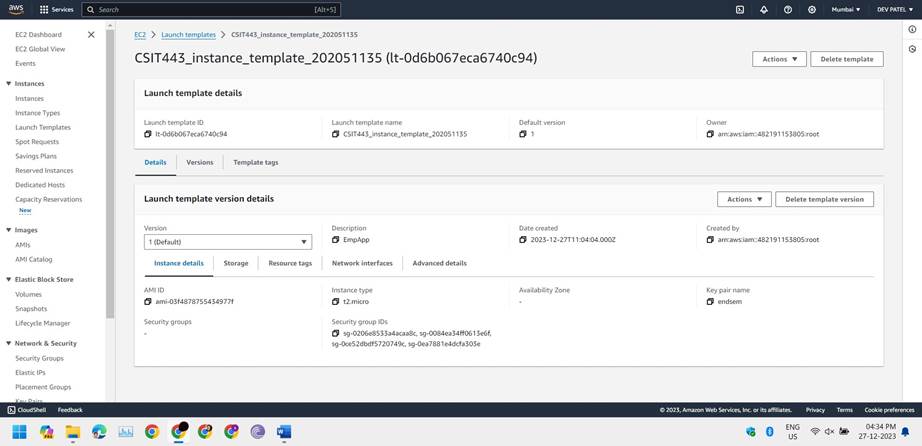 aws
Services
Search
[Alt+S]
Mumbai
DEV PATEL
EC2 Dashboard
EC2 Global View
Events
Instances
Instances
Instance Types
Launch Templates
Spot Requests
Savings Plans
Reserved Instances
Dedicated Hosts
Capacity Reservations
New
Images
AMIs
AMI Catalog
Elastic Block Store
Volumes
Snapshots
Lifecycle Manager
Network & Security
Security Groups
Elastic IPs
Placement Groups
Key Pairs
EC2 > Launch templates > CSIT443_instance_template_202051135
CSIT443_instance_template_202051135 (lt-0d6b067eca6740c94)
Actions
Delete template
Launch template details
Launch template ID
lt-0d6b067eca6740c94
Launch template name
CSIT443_instance_template_202051135
Default version
1
Owner
arn:aws:iam::482191153805:root
Details
Versions
Template tags
Launch template version details
Actions
Delete template version
Version
1 (Default)
Description
EmpApp
Date created
2023-12-27T11:04:04.000Z
Created by
arn:aws:iam::482191153805:root
Instance details
Storage
Resource tags
Network interfaces
Advanced details
AMI ID
ami-03f4878755434977f
Instance type
t2.micro
Availability Zone
-
Key pair name
endsem
Security groups
-
Security group IDs
sg-0206e8533a4acaa8c, sg-0084ea34ff0613e6f,
sg-0ce52dbdf5720749c, sg-0ea7881e4dcfa303e
CloudShell
Feedback
© 2023, Amazon Web Services, Inc. or its affiliates.
Privacy
Terms
Cookie preferences
ENG
US
04:34 PM
27-12-2023